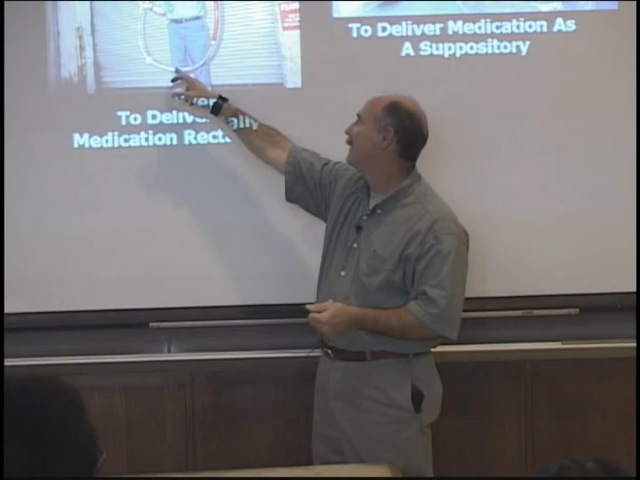 To Deliver Medication As
A Suppository
To Deliver
Medication